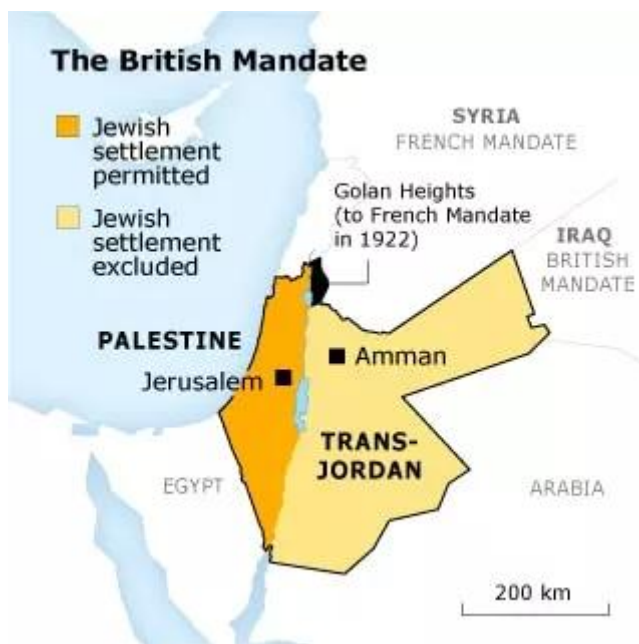 The British Mandate
Jewish
settlement
permitted
Jewish
settlement
excluded
SYRIA
FRENCH MANDATE
Golan Heights
(to French Mandate
in 1922)
IRAQ
BRITISH
MANDATE
PALESTINE
Amman
Jerusalem
TRANS-
JORDAN
EGYPT
ARABIA
200 km